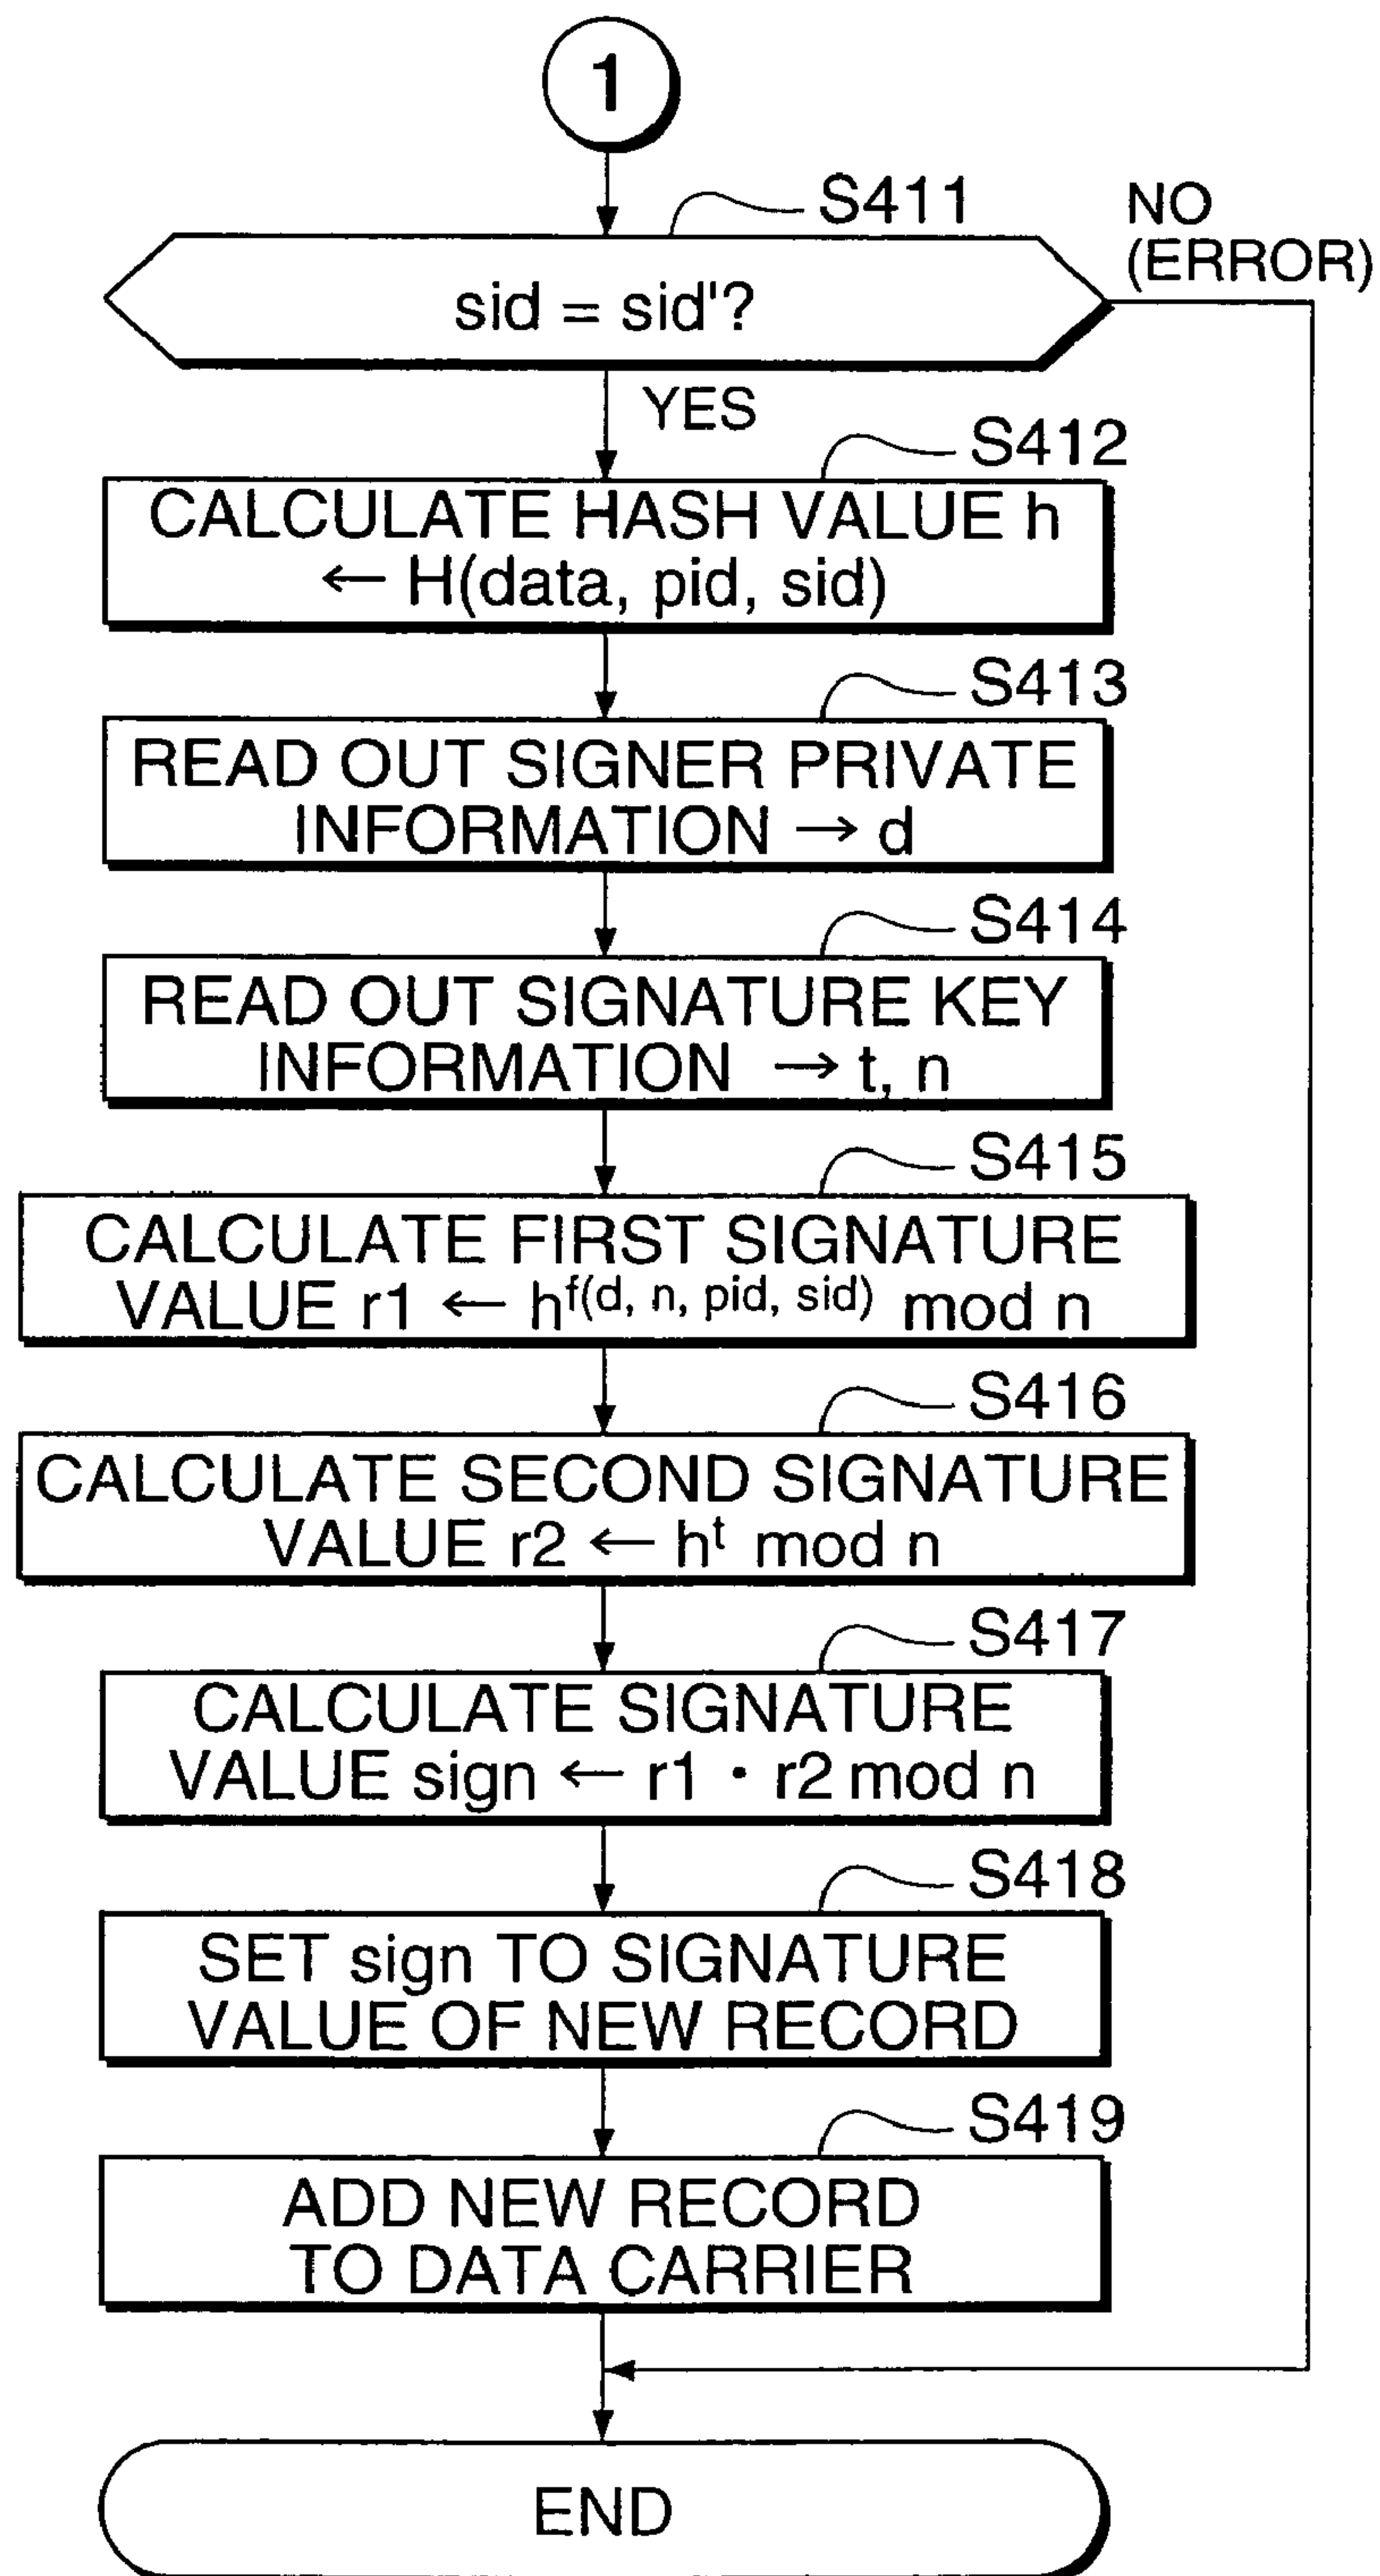 1
S411
NO
(ERROR)
sid = sid'?
YES
S412
CALCULATE HASH VALUE h
← H(data, pid, sid)
S413
READ OUT SIGNER PRIVATE
INFORMATION → d
S414
READ OUT SIGNATURE KEY
INFORMATION → t, n
S415
CALCULATE FIRST SIGNATURE
VALUE r1 ← h^f(d, n, pid, sid) mod n
S416
CALCULATE SECOND SIGNATURE
VALUE r2 ← h^t mod n
S417
CALCULATE SIGNATURE
VALUE sign ← r1 · r2 mod n
S418
SET sign TO SIGNATURE
VALUE OF NEW RECORD
S419
ADD NEW RECORD
TO DATA CARRIER
END